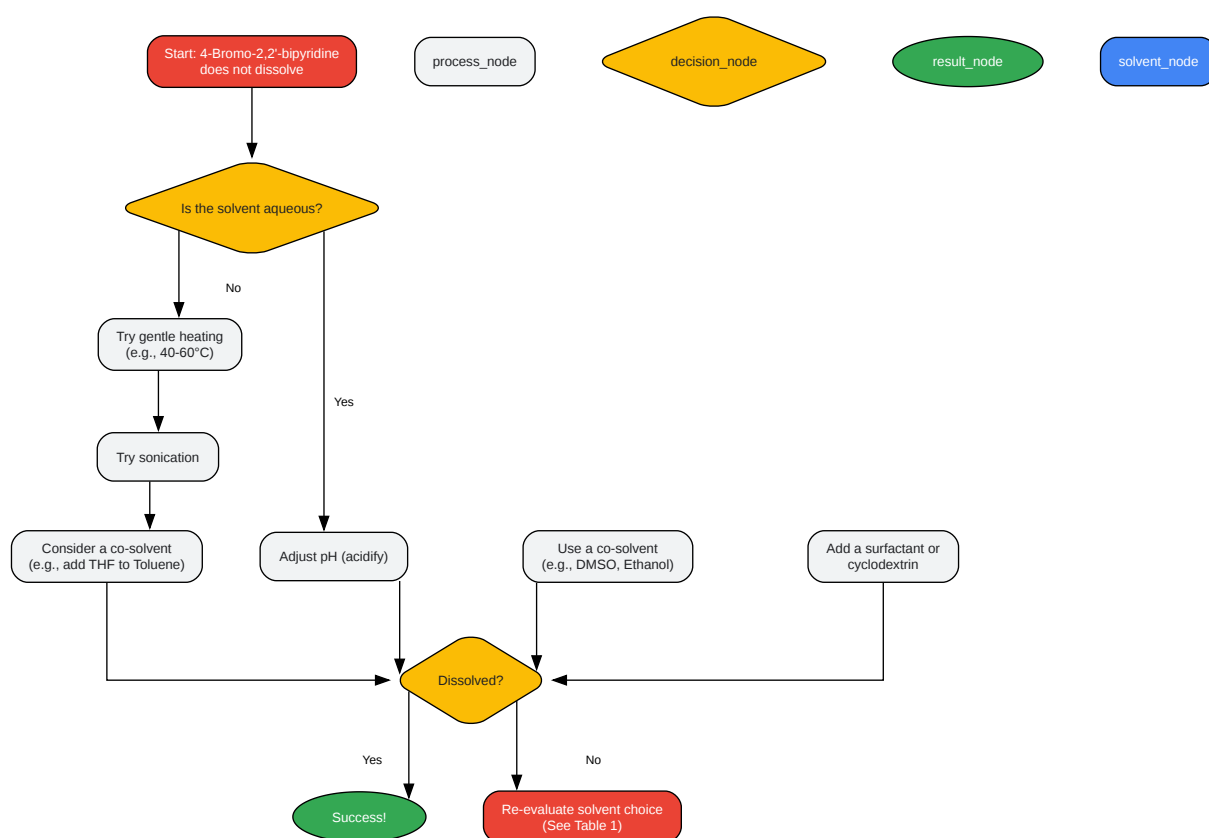 Start: 4-Bromo-2,2'-bipyridine
does not dissolve
process_node
decision_node
result_node
solvent_node
Is the solvent aqueous?
No
Try gentle heating
(e.g., 40-60°C)
Yes
Try sonication
Consider a co-solvent
(e.g., add THF to Toluene)
Adjust pH (acidify)
Use a co-solvent
(e.g., DMSO, Ethanol)
Add a surfactant or
cyclodextrin
Dissolved?
Yes
No
Success!
Re-evaluate solvent choice
(See Table 1)